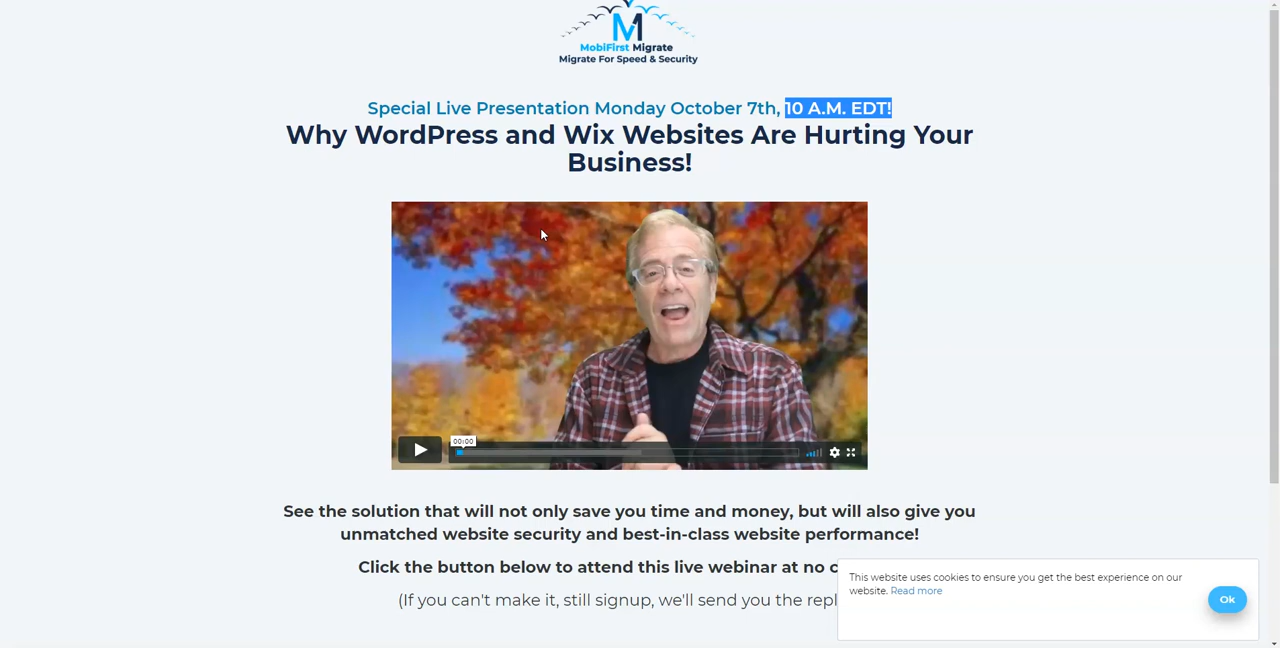 M
MobiFirst Migrate
Migrate For Speed & Security
Special Live Presentation Monday October 7th, 10 A.M. EDT!
Why WordPress and Wix Websites Are Hurting Your
Business!
00:00
See the solution that will not only save you time and money, but will also give you
unmatched website security and best-in-class website performance!
Click the button below to attend this live webinar at no
(If you can't make it, still signup, we'll send you the
This website uses cookies to ensure you get the best experience on our
website. Read more
Ok